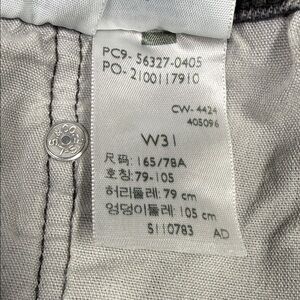 PC9- 56327-0405
PO- 2100117910
CW-4424
405096
W31
尺码: 165/78A
호칭: 79-105
허리둘레: 79 cm
엉덩이둘레: 105 cm
S110783 AD